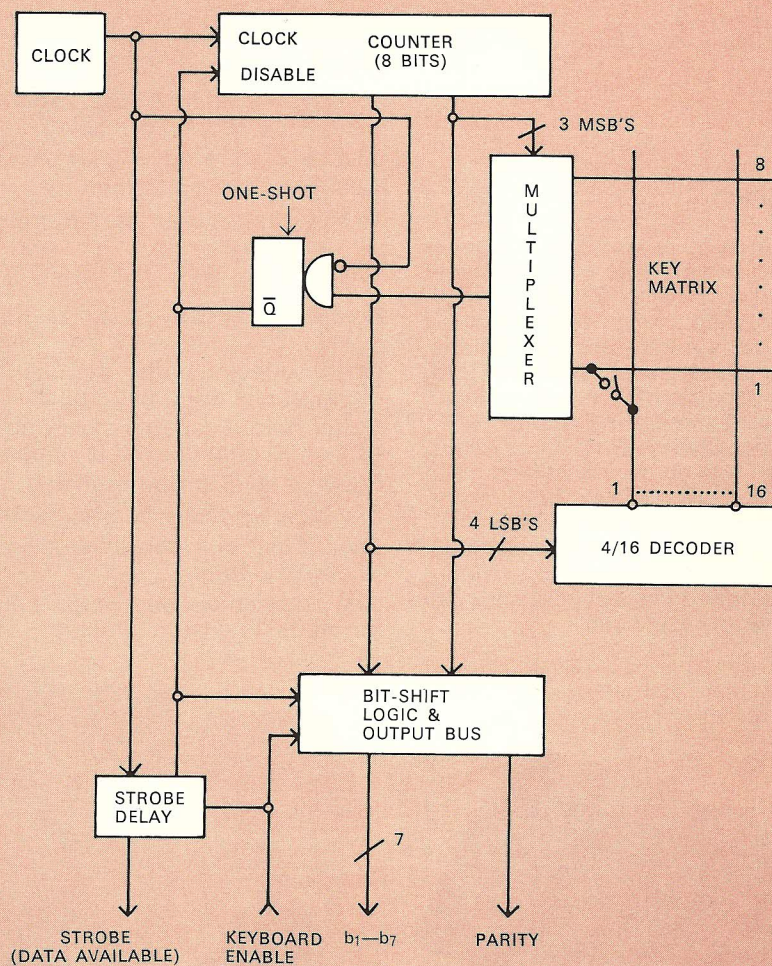 CLOCK
CLOCK
DISABLE
COUNTER
(8 BITS)
3 MSB'S
ONE-SHOT
Q̅
MULTIPLEXER
8
KEY
MATRIX
1
1
16
4 LSB'S
4/16 DECODER
BIT-SHIFT
LOGIC &
OUTPUT BUS
STROBE
DELAY
7
STROBE
(DATA AVAILABLE)
KEYBOARD
ENABLE
b₁—b₇
PARITY